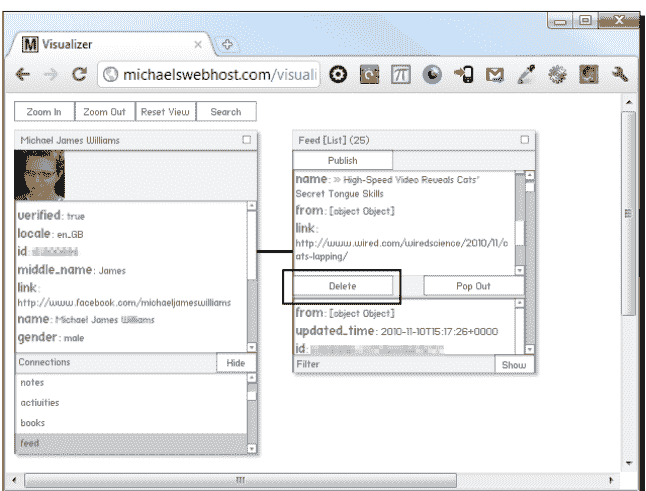 M Visualizer
michaelswebhost.com/visuali
Zoom In Zoom Out Reset View Search
Michael James Williams
verified: true
locale: en_GB
id:
middle_name: James
link:
http://www.facebook.com/michaeljameswilliams
name: Michael James Williams
gender: male
Connections Hide
notes
activities
books
feed
Feed [List] (25)
Publish
name: » High-Speed Video Reveals Cats'
Secret Tongue Skills
from: [object Object]
link:
http://www.wired.com/wiredscience/2010/11/c
ats-lapping/
Delete Pop Out
from: [object Object]
updated_time: 2010-11-10T15:17:26+0000
id:
Filter Show